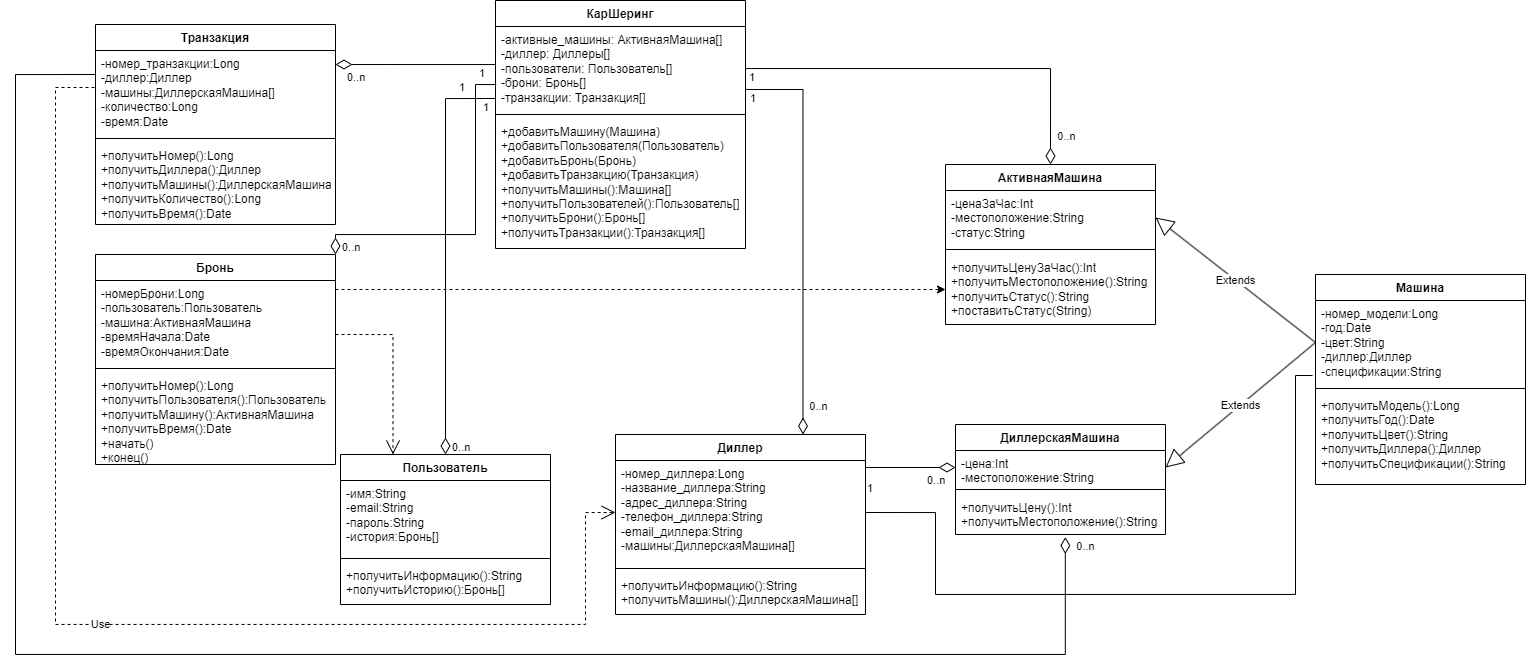 КарШеринг
-активные_машины: АктивнаяМашина[]
-диллер: Диллеры[]
-пользователи: Пользователь[]
-брони: Бронь[]
-транзакции: Транзакция[]
+добавитьМашину(Машина)
+добавитьПользователя(Пользователь)
+добавитьБронь(Бронь)
+добавитьТранзакцию(Транзакция)
+получитьМашины():Машина[]
+получитьПользователей():Пользователь[]
+получитьБрони():Бронь[]
+получитьТранзакции():Транзакция[]
Транзакция
-номер_транзакции:Long
-диллер:Диллер
-машины:ДиллерскаяМашина[]
-количество:Long
-время:Date
+получитьНомер():Long
+получитьДиллера():Диллер
+получитьМашины():ДиллерскаяМашина
+получитьКоличество():Long
+получитьВремя():Date
0..n
1
1
1
1
1
0..n
0..n
АктивнаяМашина
-ценаЗаЧас:Int
-местоположение:String
-статус:String
+получитьЦенуЗаЧас():Int
+получитьМестоположение():String
+получитьСтатус():String
+поставитьСтатус(String)
Бронь
-номерБрони:Long
-пользователь:Пользователь
-машина:АктивнаяМашина
-времяНачала:Date
-времяОкончания:Date
+получитьНомер():Long
+получитьПользователя():Пользователь
+получитьМашину():АктивнаяМашина
+получитьВремя():Date
+начать()
+конец()
Extends
Extends
Машина
-номер_модели:Long
-год:Date
-цвет:String
-диллер:Диллер
-спецификации:String
+получитьМодель():Long
+получитьГод():Date
+получитьЦвет():String
+получитьДиллера():Диллер
+получитьСпецификации():String
0..n
0..n
Пользователь
-имя:String
-email:String
-пароль:String
-история:Бронь[]
+получитьИнформацию():String
+получитьИсторию():Бронь[]
Диллер
-номер_диллера:Long
-название_диллера:String
-адрес_диллера:String
-телефон_диллера:String
-email_диллера:String
-машины:ДиллерскаяМашина[]
+получитьИнформацию():String
+получитьМашины():ДиллерскаяМашина[]
1
0..n
ДиллерскаяМашина
-цена:Int
-местоположение:String
+получитьЦену():Int
+получитьМестоположение():String
0..n
Use